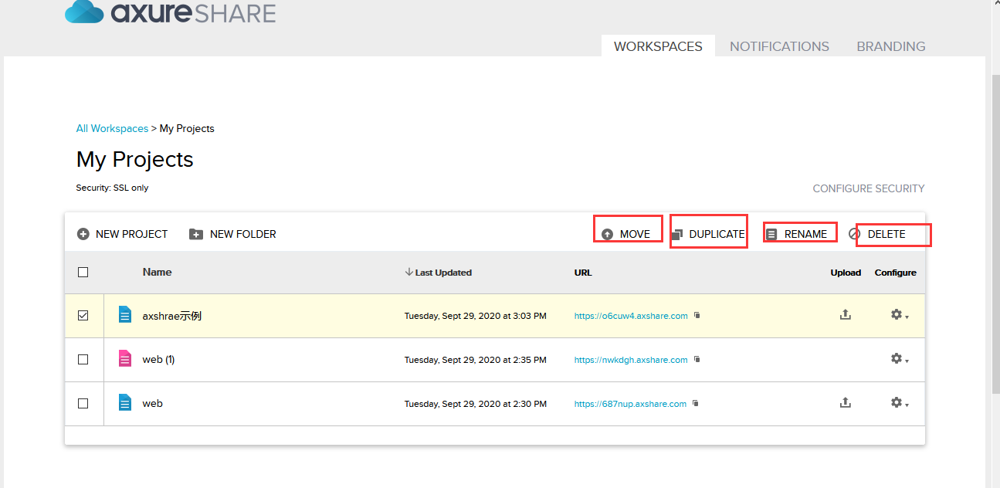 axure SHARE
WORKSPACES NOTIFICATIONS BRANDING
All Workspaces > My Projects
My Projects
Security: SSL only
CONFIGURE SECURITY
NEW PROJECT NEW FOLDER MOVE DUPLICATE RENAME DELETE
Name Last Updated URL Upload Configure
axshrae示例 Tuesday, Sept 29, 2020 at 3:03 PM https://o6cuw4.axshare.com
web (1) Tuesday, Sept 29, 2020 at 2:35 PM https://nwkdgh.axshare.com
web Tuesday, Sept 29, 2020 at 2:30 PM https://687nup.axshare.com